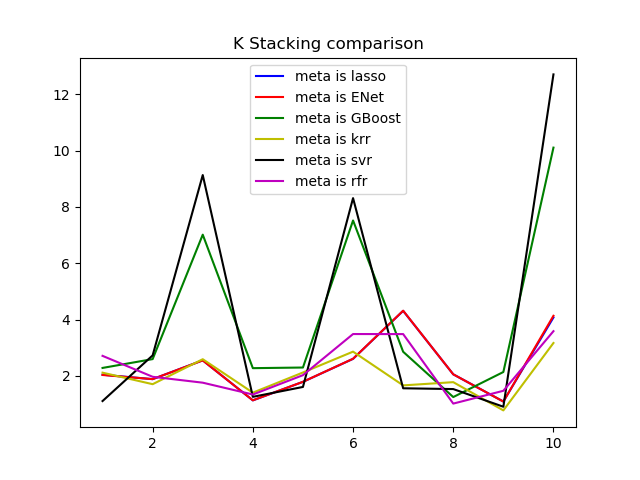 K Stacking comparison
meta is lasso
meta is ENet
meta is GBoost
meta is krr
meta is svr
meta is rfr
12
10
8
6
4
2
2 4 6 8 10